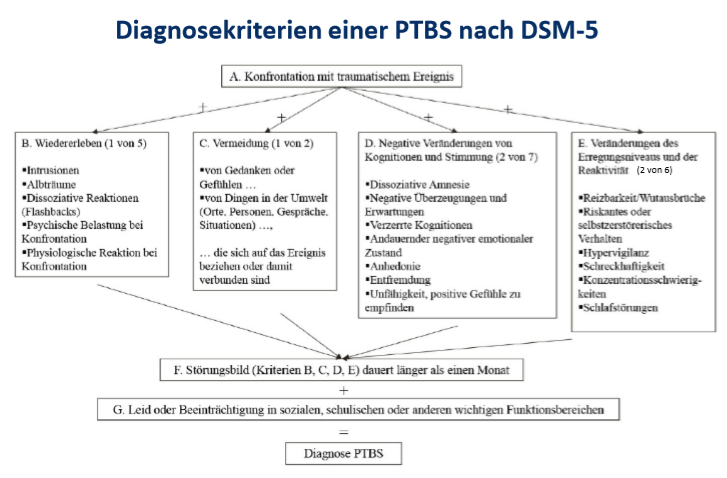 Diagnosekriterien einer PTBS nach DSM-5
A. Konfrontation mit traumatischem Ereignis
+ + + +
B. Wiedererleben (1 von 5)
▪Intrusionen
▪Albträume
▪Dissoziative Reaktionen
(Flashbacks)
▪Psychische Belastung bei
Konfrontation
▪Physiologische Reaktion bei
Konfrontation
C. Vermeidung (1 von 2)
▪von Gedanken oder
Gefühlen …
▪von Dingen in der Umwelt
(Orte, Personen, Gespräche,
Situationen) …,
… die sich auf das Ereignis
beziehen oder damit
verbunden sind
D. Negative Veränderungen von
Kognitionen und Stimmung (2 von 7)
▪Dissoziative Amnesie
▪Negative Überzeugungen und
Erwartungen
▪Verzerrte Kognitionen
▪Andauernder negativer emotionaler
Zustand
▪Anhedonie
▪Entfremdung
▪Unfähigkeit, positive Gefühle zu
empfinden
E. Veränderungen des
Erregungsniveaus und der
Reaktivität (2 von 6)
▪Reizbarkeit/Wutausbrüche
▪Riskantes oder
selbstzerstörerisches
Verhalten
▪Hypervigilanz
▪Schreckhaftigkeit
▪Konzentrationsschwierig-
keiten
▪Schlafstörungen
F. Störungsbild (Kriterien B, C, D, E) dauert länger als einen Monat
+
G. Leid oder Beeinträchtigung in sozialen, schulischen oder anderen wichtigen Funktionsbereichen
=
Diagnose PTBS